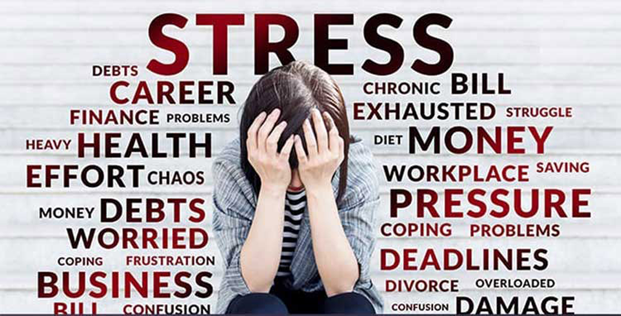 STRESS
DEBTS
CAREER
FINANCE PROBLEMS
HEAVY HEALTH
EFFORT CHAOS
MONEY DEBTS
WORRIED
COPING FRUSTRATION
BUSINESS
BILL CONFUSION
CHRONIC BILL
EXHAUSTED STRUGGLE
DIET MONEY
WORKPLACE SAVING
PRESSURE
COPING PROBLEMS
DEADLINES
DIVORCE OVERLOADED
CONFUSION DAMAGE